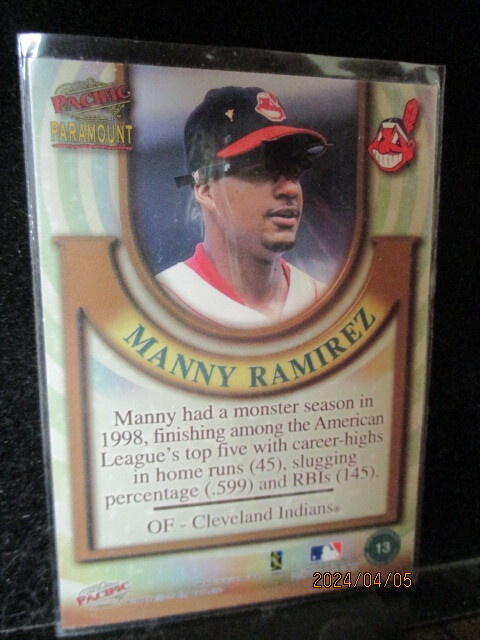 PACIFIC
PARAMOUNT
MANNY RAMIREZ
Manny had a monster season in
1998, finishing among the American
League's top five with career-highs
in home runs (45), slugging
percentage (.599) and RBIs (145).
OF - Cleveland Indians®
13
PACIFIC
2024/04/05